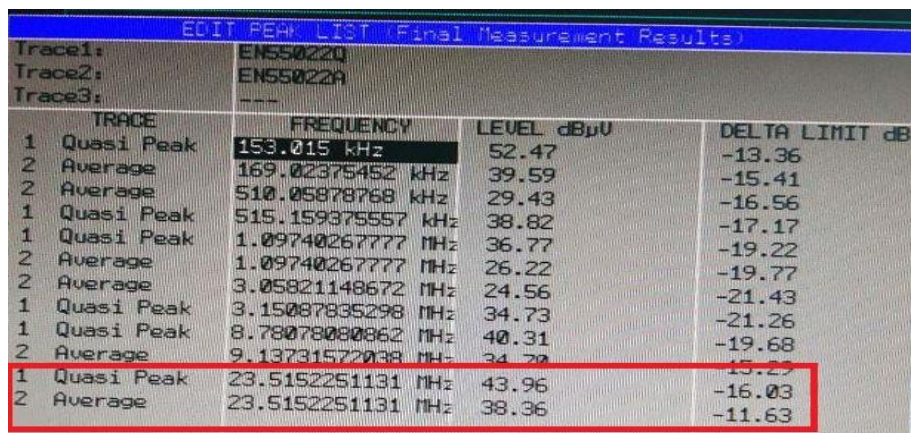 EDIT PEAK LIST (Final Measurement Results)
Trace1: EN55022Q
Trace2: EN55022A
Trace3: ---
TRACE FREQUENCY LEVEL dBµV DELTA LIMIT dB
1 Quasi Peak 153.015 kHz 52.47 -13.36
2 Average 169.02375452 kHz 39.59 -15.41
2 Average 510.05878768 kHz 29.43 -16.56
1 Quasi Peak 515.159375557 kHz 38.82 -17.17
1 Quasi Peak 1.09740267777 MHz 36.77 -19.22
2 Average 1.09740267777 MHz 26.22 -19.77
2 Average 3.05821148672 MHz 24.56 -21.43
1 Quasi Peak 3.15087835298 MHz 34.73 -21.26
1 Quasi Peak 8.78078080862 MHz 40.31 -19.68
2 Average 9.13731572038 MHz 34.70 -15.29
1 Quasi Peak 23.5152251131 MHz 43.96 -16.03
2 Average 23.5152251131 MHz 38.36 -11.63